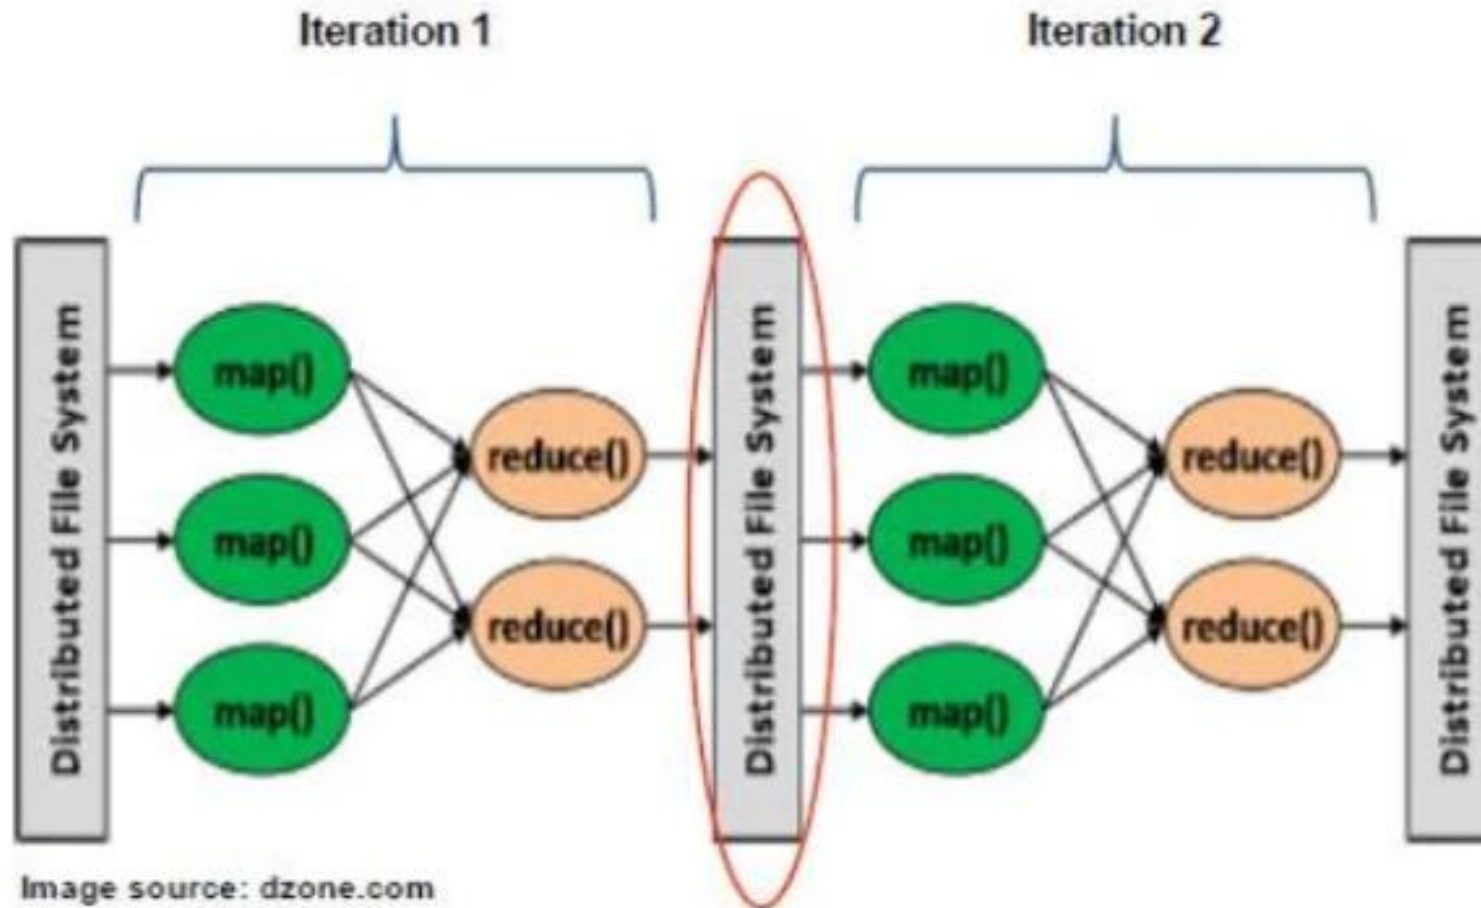 Iteration 1
Iteration 2
Distributed File System
map()
map()
map()
reduce()
reduce()
Distributed File System
map()
map()
map()
reduce()
reduce()
Distributed File System
Image source: dzone.com